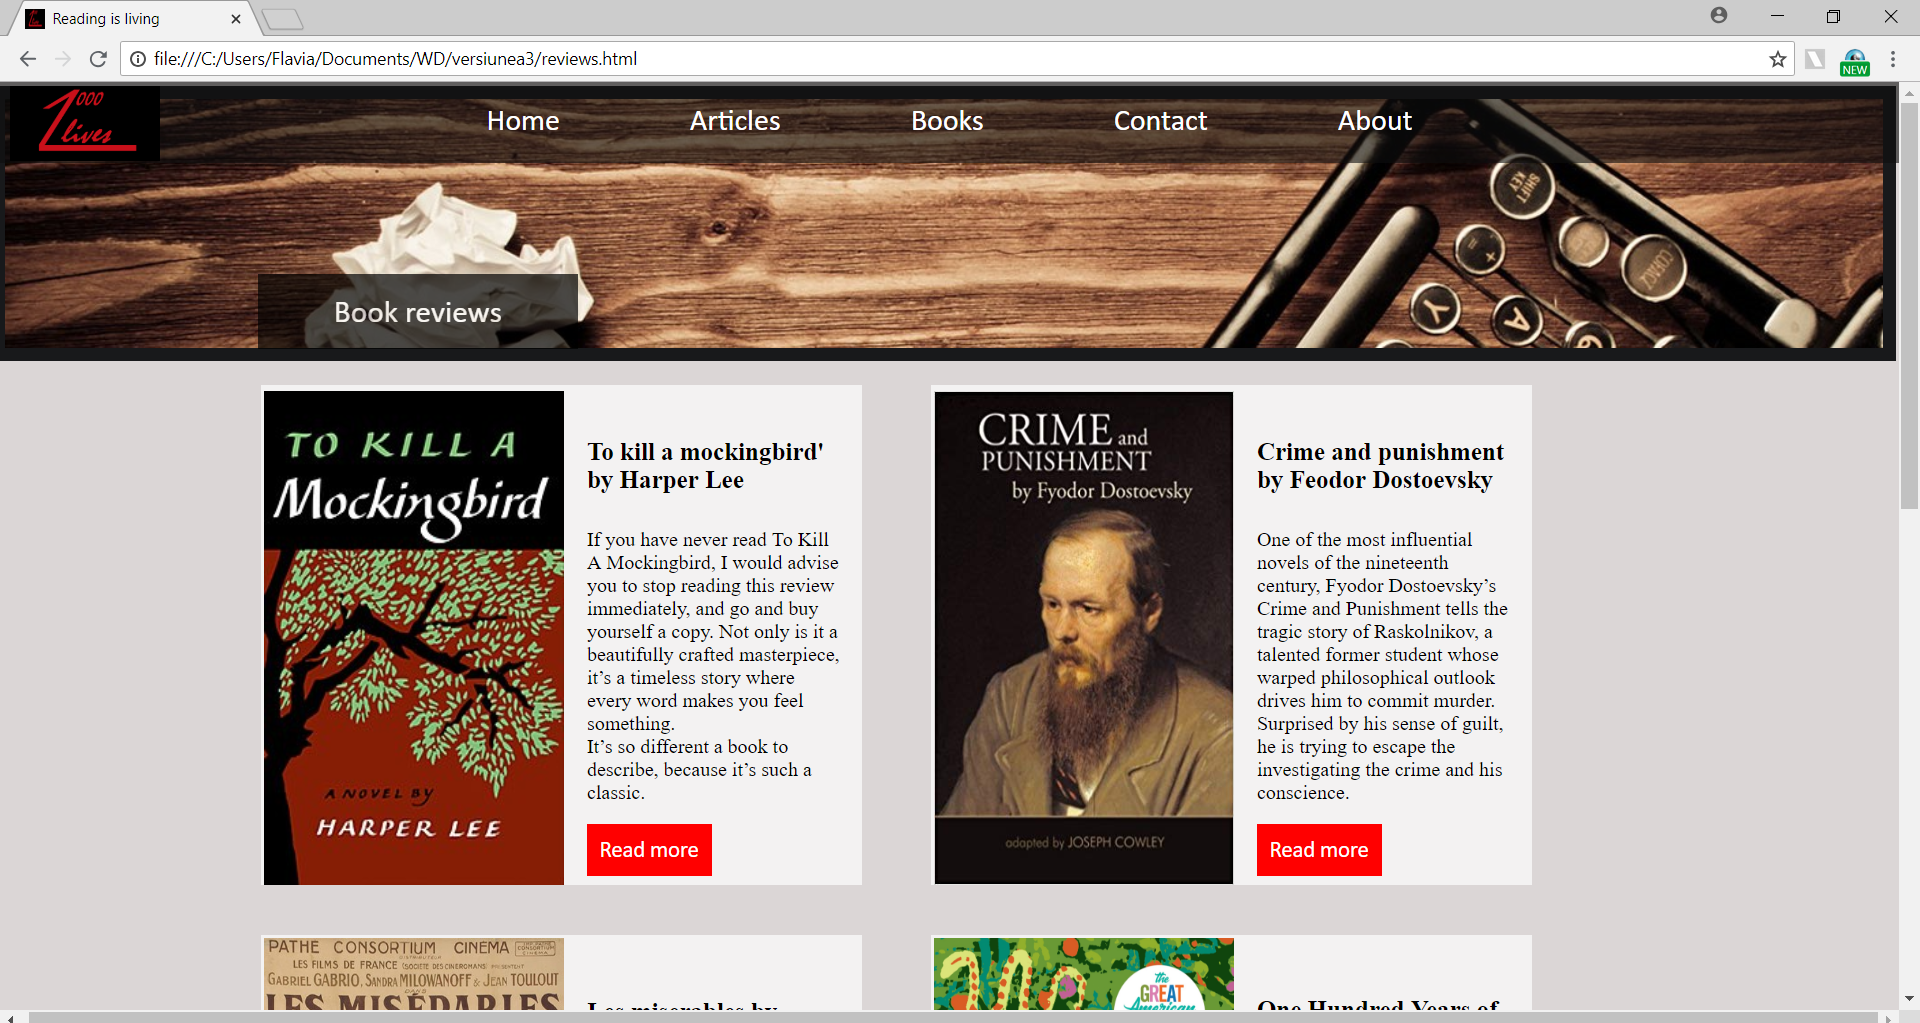 Reading is living
file:///C:/Users/Flavia/Documents/WD/versiunea3/reviews.html
NEW
1000
lives
Home
Articles
Books
Contact
About
SHIFT
KEY
Y
A
G
Book reviews
TO KILL A
Mockingbird
A NOVEL BY
HARPER LEE
To kill a mockingbird'
by Harper Lee
If you have never read To Kill
A Mockingbird, I would advise
you to stop reading this review
immediately, and go and buy
yourself a copy. Not only is it a
beautifully crafted masterpiece,
it’s a timeless story where
every word makes you feel
something.
It’s so different a book to
describe, because it’s such a
classic.
Read more
CRIME and
PUNISHMENT
by Fyodor Dostoevsky
adapted by JOSEPH COWLEY
Crime and punishment
by Feodor Dostoevsky
One of the most influential
novels of the nineteenth
century, Fyodor Dostoevsky’s
Crime and Punishment tells the
tragic story of Raskolnikov, a
talented former student whose
warped philosophical outlook
drives him to commit murder.
Surprised by his sense of guilt,
he is trying to escape the
investigating the crime and his
conscience.
Read more
PATHE CONSORTIUM CINEMA
LES FILMS DE FRANCE (SOCIÉTÉ DES CINÉROMANS) PRÉSENTENT
GABRIEL GABRIO, SANDRA MILOWANOFF & JEAN TOULOUT
DANS
LES MISÉRABLES
Les miserables by
the
GREAT
American
One Hundred Years of